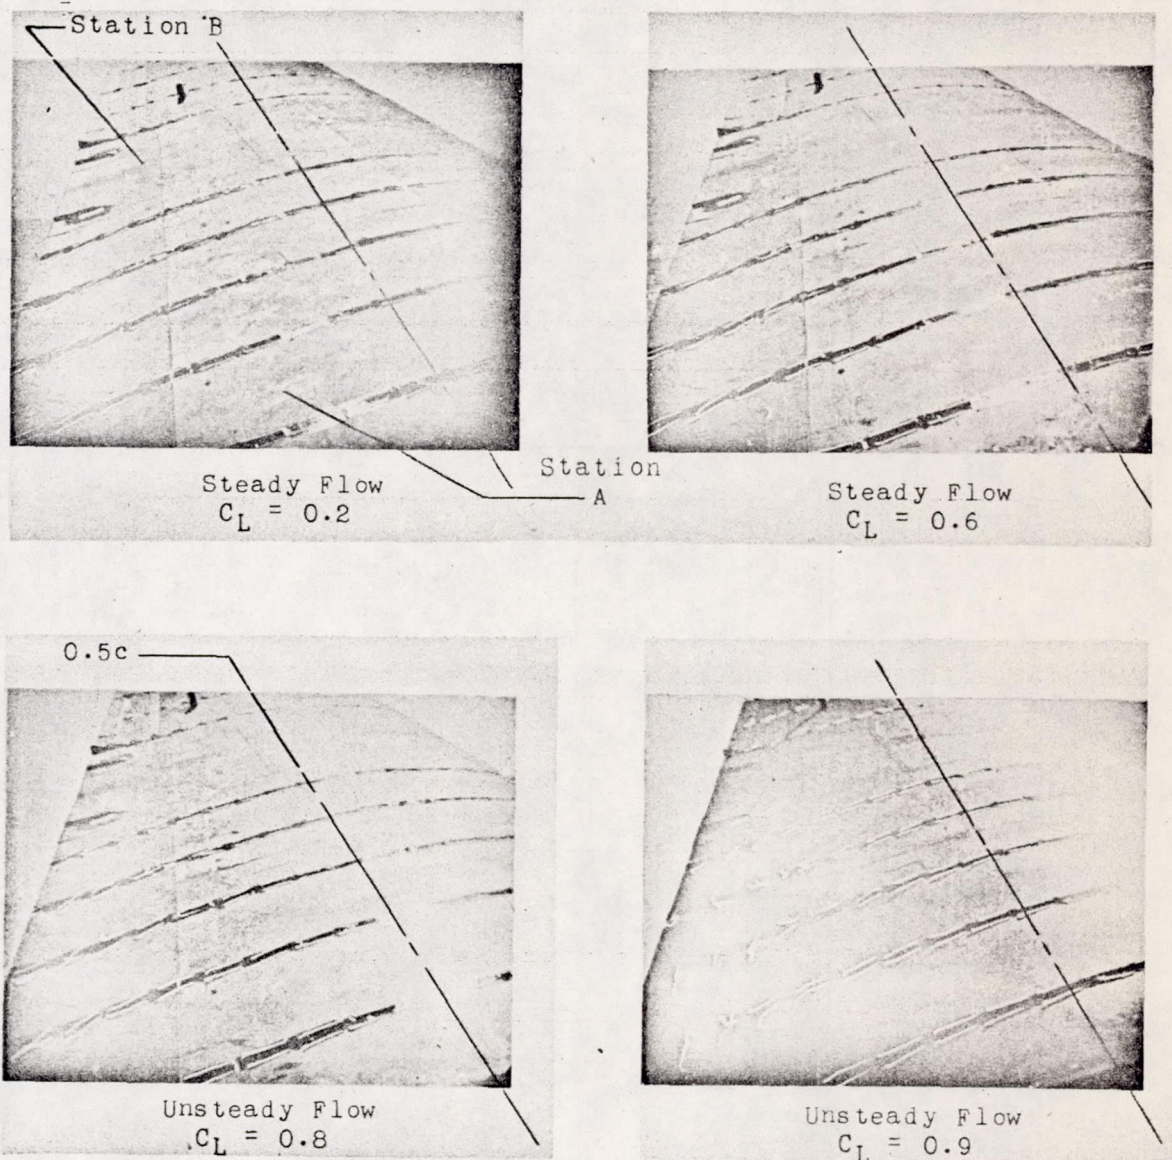 Station B
Station
A
Steady Flow
C_L = 0.2
Steady Flow
C_L = 0.6
0.5c
Unsteady Flow
C_L = 0.8
Unsteady Flow
C_L = 0.9